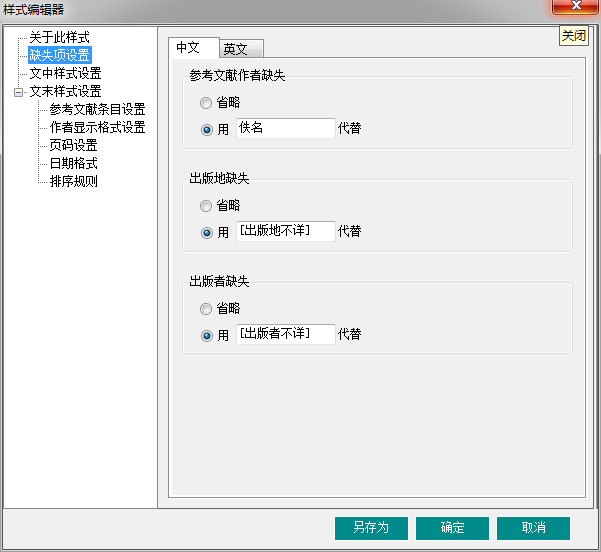 样式编辑器
关闭
关于此样式
缺失项设置
文中样式设置
文末样式设置
参考文献条目设置
作者显示格式设置
页码设置
日期格式
排序规则
中文 英文
参考文献作者缺失
省略
用 佚名 代替
出版地缺失
省略
用 [出版地不详] 代替
出版者缺失
省略
用 [出版者不详] 代替
另存为 确定 取消